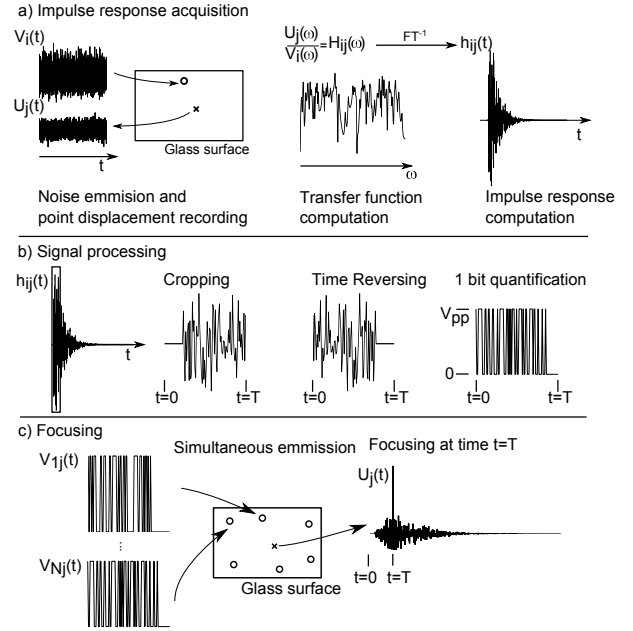 a) Impulse response acquisition
Vi(t)
Uj(t)
t
Glass surface
Noise emmision and
point displacement recording
Uj(ω)
Vi(ω)
=Hij(ω)
FT-1
hij(t)
ω
t
Transfer function
computation
Impulse response
computation
b) Signal processing
hij(t)
t
Cropping
t=0 t=T
Time Reversing
t=0 t=T
1 bit quantification
Vpp
0
t=0 t=T
c) Focusing
V1j(t)
...
VNj(t)
Simultaneous emmission
Glass surface
Focusing at time t=T
Uj(t)
t=0 t=T